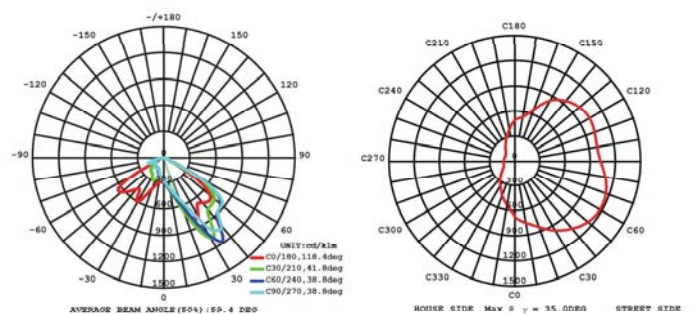 -/+180
-150
150
-120
120
-90
90
-60
60
-30
30
0
0
600
900
1200
1500
UNIT:cd/klm
C0/180,118.4deg
C30/210,41.8deg
C60/240,38.8deg
C90/270,38.8deg
AVERAGE BEAM ANGLE(50%):59.4 DEG
C180
C210
C150
C240
C120
C270
C300
C60
C330
C30
C0
0
300
600
900
1200
1500
HOUSE SIDE Max @ γ = 35.0DEG STREET SIDE